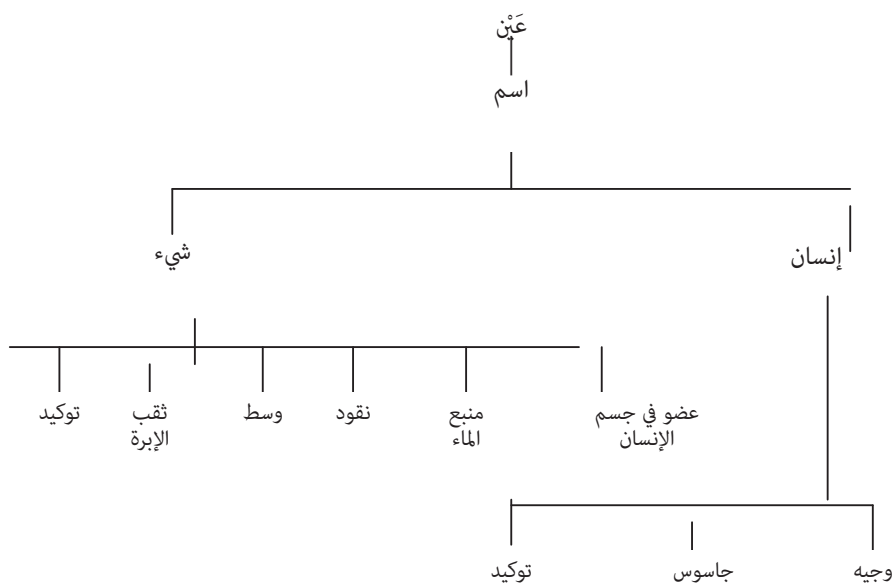 عَيْن
اسم
إنسان
شيء
عضو في جسم
الإنسان
منبع
الماء
نقود
وسط
ثقب
الإبرة
توكيد
وجيه
جاسوس
توكيد